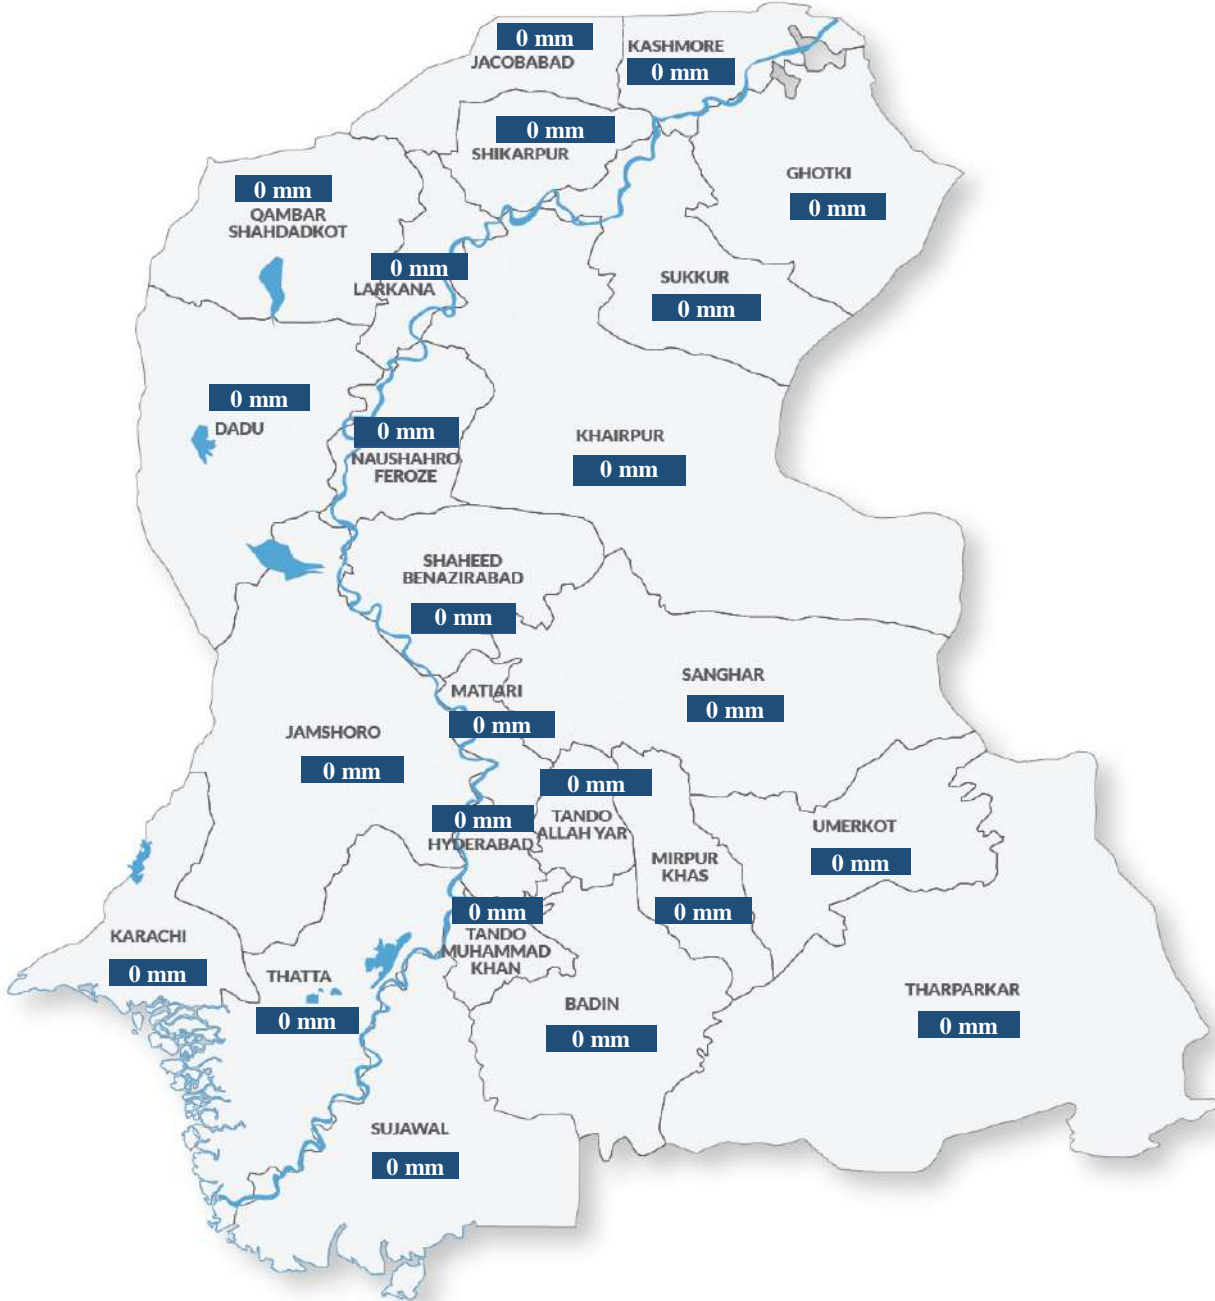 0 mm
JACOBABAD
KASHMORE
0 mm
0 mm
SHIKARPUR
GHOTKI
0 mm
0 mm
QAMBAR
SHAHDADKOT
0 mm
LARKANA
SUKKUR
0 mm
0 mm
DADU
0 mm
NAUSHAHRO
FEROZE
KHAIRPUR
0 mm
SHAHEED
BENAZIRABAD
0 mm
MATIARI
0 mm
SANGHAR
0 mm
JAMSHORO
0 mm
0 mm
TANDO
ALLAH YAR
0 mm
HYDERABAD
UMERKOT
0 mm
MIRPUR
KHAS
0 mm
0 mm
TANDO
MUHAMMAD
KHAN
KARACHI
0 mm
THATTA
0 mm
BADIN
0 mm
THARPARKAR
0 mm
SUJAWAL
0 mm